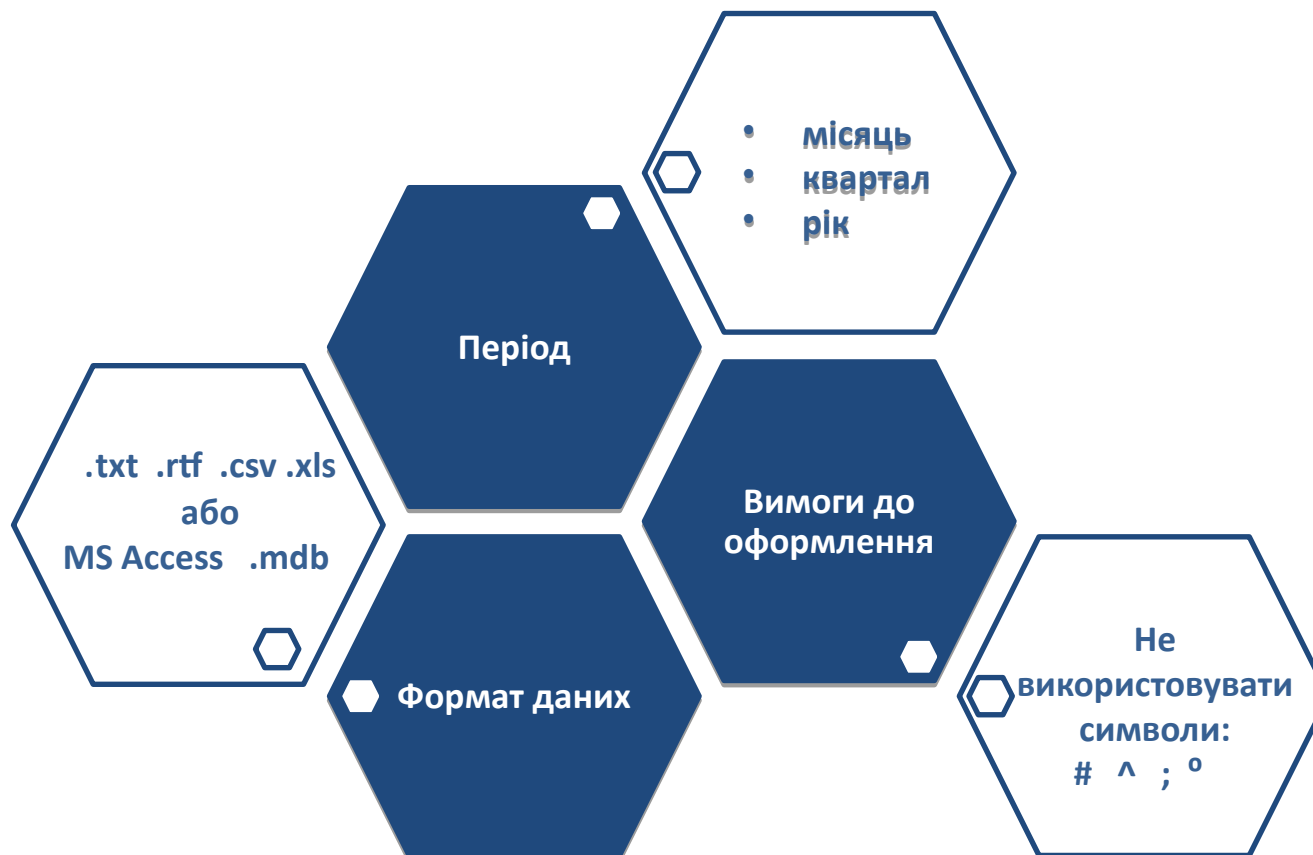 • місяць
• квартал
• рік
Період
.txt .rtf .csv .xls
або
MS Access .mdb
Вимоги до
оформлення
Формат даних
Не
використовувати
символи:
# ^ ; º